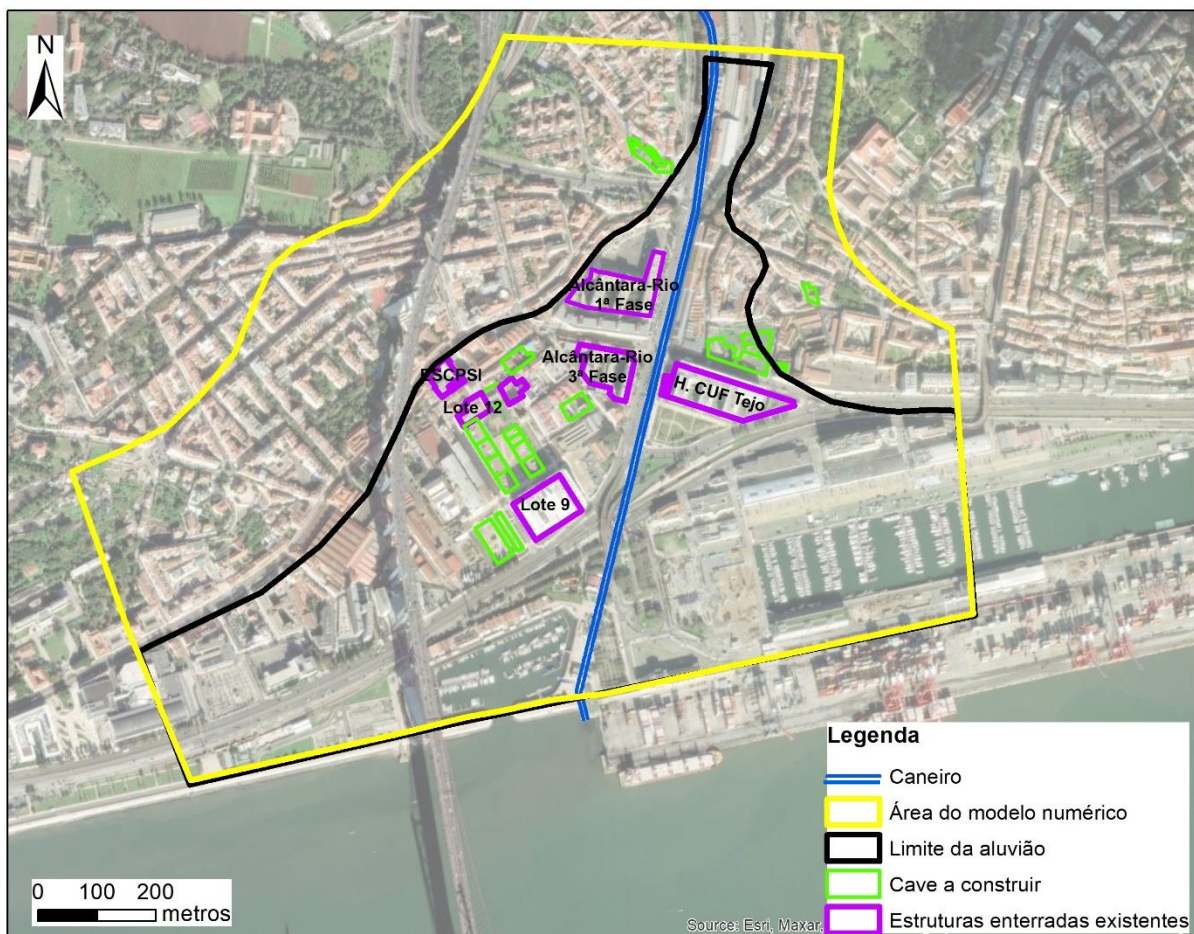 N
Alcântara-Rio
1ª Fase
Alcântara-Rio
3ª Fase
ESCPSI
H. CUF Tejo
Lote 12
Lote 9
Legenda
Caneiro
Área do modelo numérico
Limite da aluvião
Cave a construir
Estruturas enterradas existentes
0 100 200
metros
Source: Esri, Maxar,